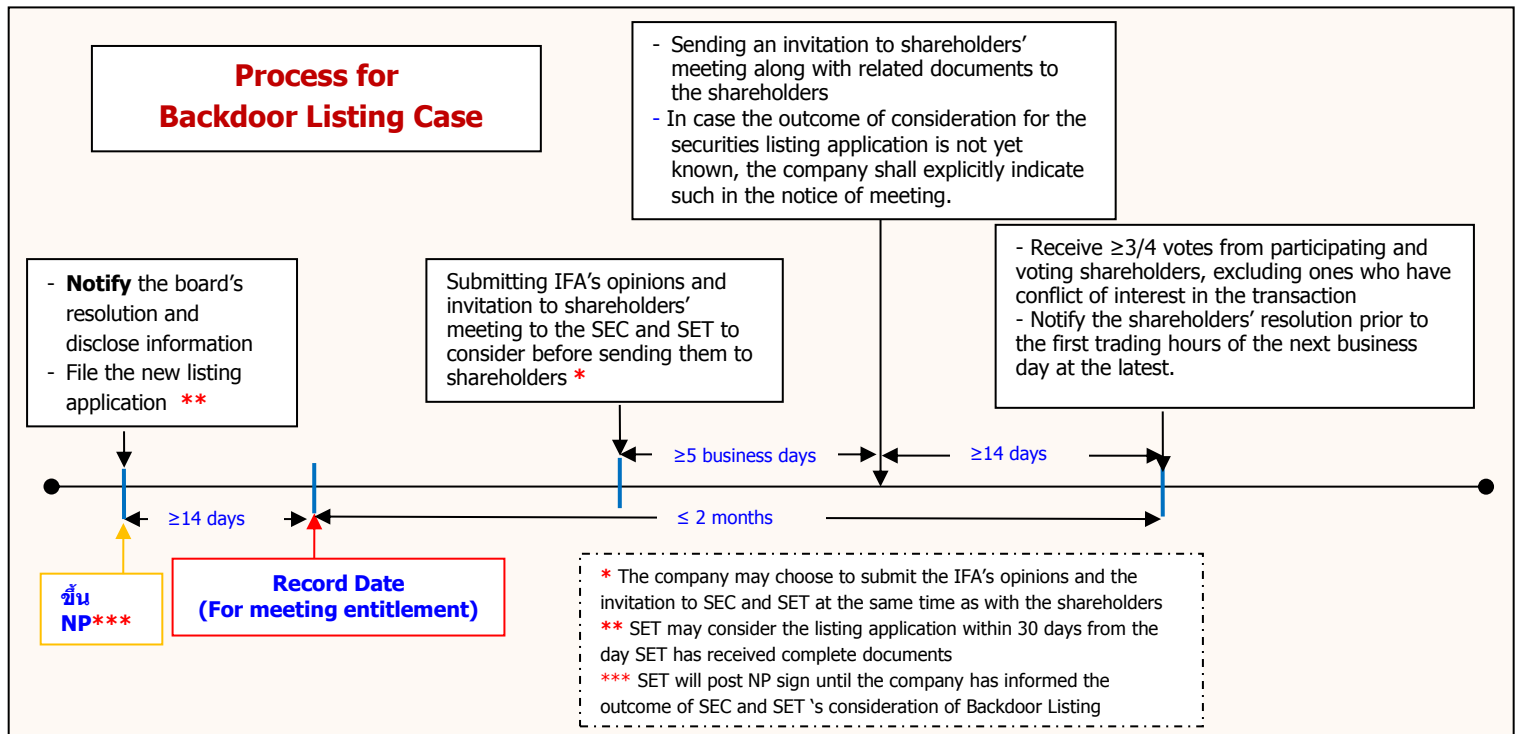 Process for
Backdoor Listing Case
- Sending an invitation to shareholders’
meeting along with related documents to
the shareholders
- In case the outcome of consideration for the
securities listing application is not yet
known, the company shall explicitly indicate
such in the notice of meeting.
- Notify the board’s
resolution and
disclose information
- File the new listing
application **
Submitting IFA’s opinions and
invitation to shareholders’
meeting to the SEC and SET to
consider before sending them to
shareholders *
- Receive ≥3/4 votes from participating and
voting shareholders, excluding ones who have
conflict of interest in the transaction
- Notify the shareholders’ resolution prior to
the first trading hours of the next business
day at the latest.
≥5 business days
≥14 days
≥14 days
≤ 2 months
ขึ้น
NP***
Record Date
(For meeting entitlement)
* The company may choose to submit the IFA’s opinions and the
invitation to SEC and SET at the same time as with the shareholders
** SET may consider the listing application within 30 days from the
day SET has received complete documents
*** SET will post NP sign until the company has informed the
outcome of SEC and SET ‘s consideration of Backdoor Listing